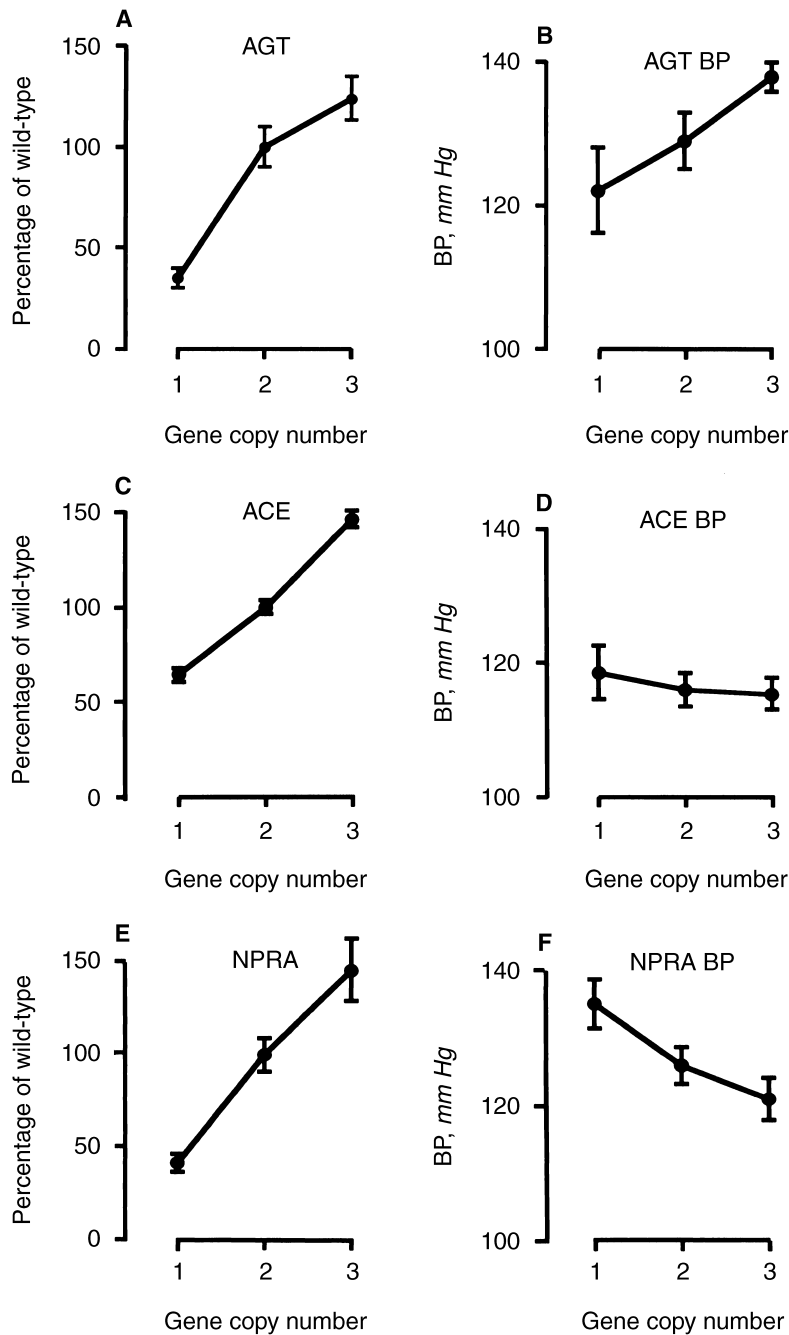 A
AGT
Percentage of wild-type
150
100
50
0
1 2 3
Gene copy number
B
AGT BP
BP, mm Hg
140
120
100
1 2 3
Gene copy number
C
ACE
Percentage of wild-type
150
100
50
0
1 2 3
Gene copy number
D
ACE BP
BP, mm Hg
140
120
100
1 2 3
Gene copy number
E
NPRA
Percentage of wild-type
150
100
50
0
1 2 3
Gene copy number
F
NPRA BP
BP, mm Hg
140
120
100
1 2 3
Gene copy number